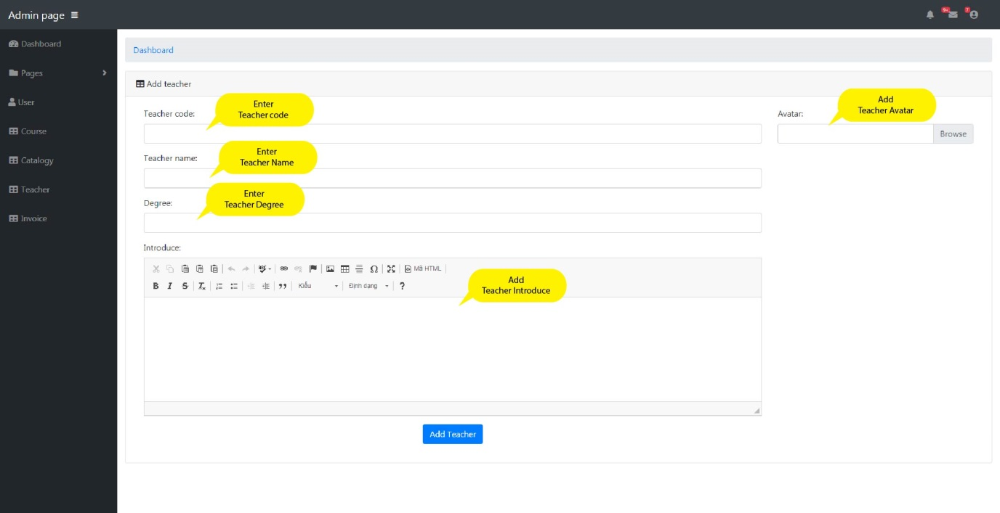 Admin page
9+
7
Dashboard
Pages
User
Course
Catalogy
Teacher
Invoice
Dashboard
Add teacher
Teacher code:
Enter
Teacher code
Avatar:
Add
Teacher Avatar
Browse
Teacher name:
Enter
Teacher Name
Degree:
Enter
Teacher Degree
Introduce:
ABC
Mã HTML
B I S Tx Kiểu Định dạng ?
Add
Teacher Introduce
Add Teacher